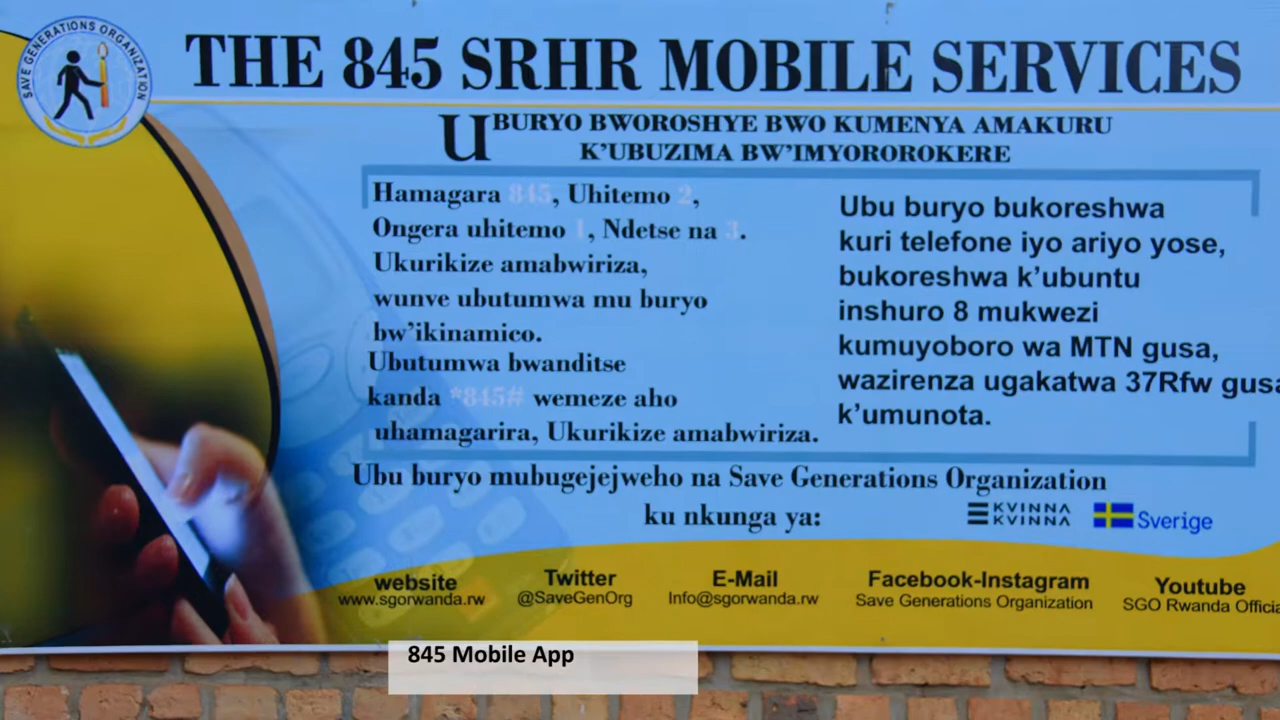 SAVE GENERATIONS ORGANIZATION
THE 845 SRHR MOBILE SERVICES
UBURYO BWOROSHYE BWO KUMENYA AMAKURU
K'UBUZIMA BW'IMYOROROKERE
Hamagara 845, Uhitemo 2,
Ongera uhitemo 1, Ndetse na 3.
Ukurikize amabwiriza,
wunve ubutumwa mu buryo
bw'ikinamico.
Ubutumwa bwanditse
kanda *845# wemeze aho
uhamagarira, Ukurikize amabwiriza.
Ubu buryo bukoreshwa
kuri telefone iyo ariyo yose,
bukoreshwa k'ubuntu
inshuro 8 mukwezi
kumuyoboro wa MTN gusa,
wazirenza ugakatwa 37Rfw gusa
k'umunota.
Ubu buryo mubugejejweho na Save Generations Organization
ku nkunga ya:
KVINNA
KVINNA
Sverige
website
www.sgorwanda.rw
Twitter
@SaveGenOrg
E-Mail
Info@sgorwanda.rw
Facebook-Instagram
Save Generations Organization
Youtube
SGO Rwanda Officia
845 Mobile App